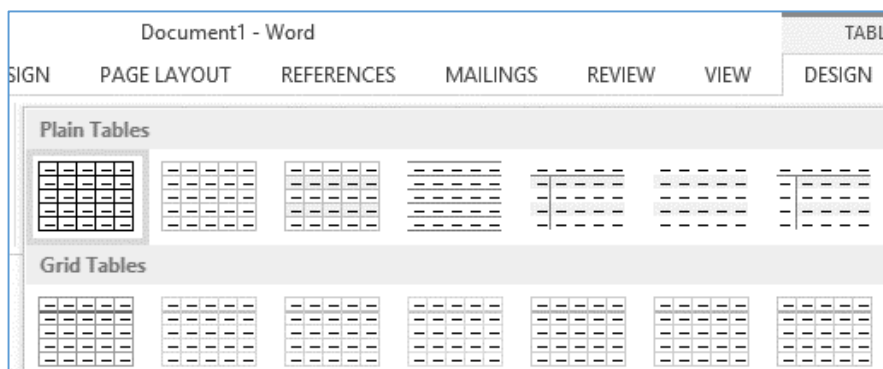 Document1 - Word
TABL
SIGN PAGE LAYOUT REFERENCES MAILINGS REVIEW VIEW DESIGN
Plain Tables
Grid Tables